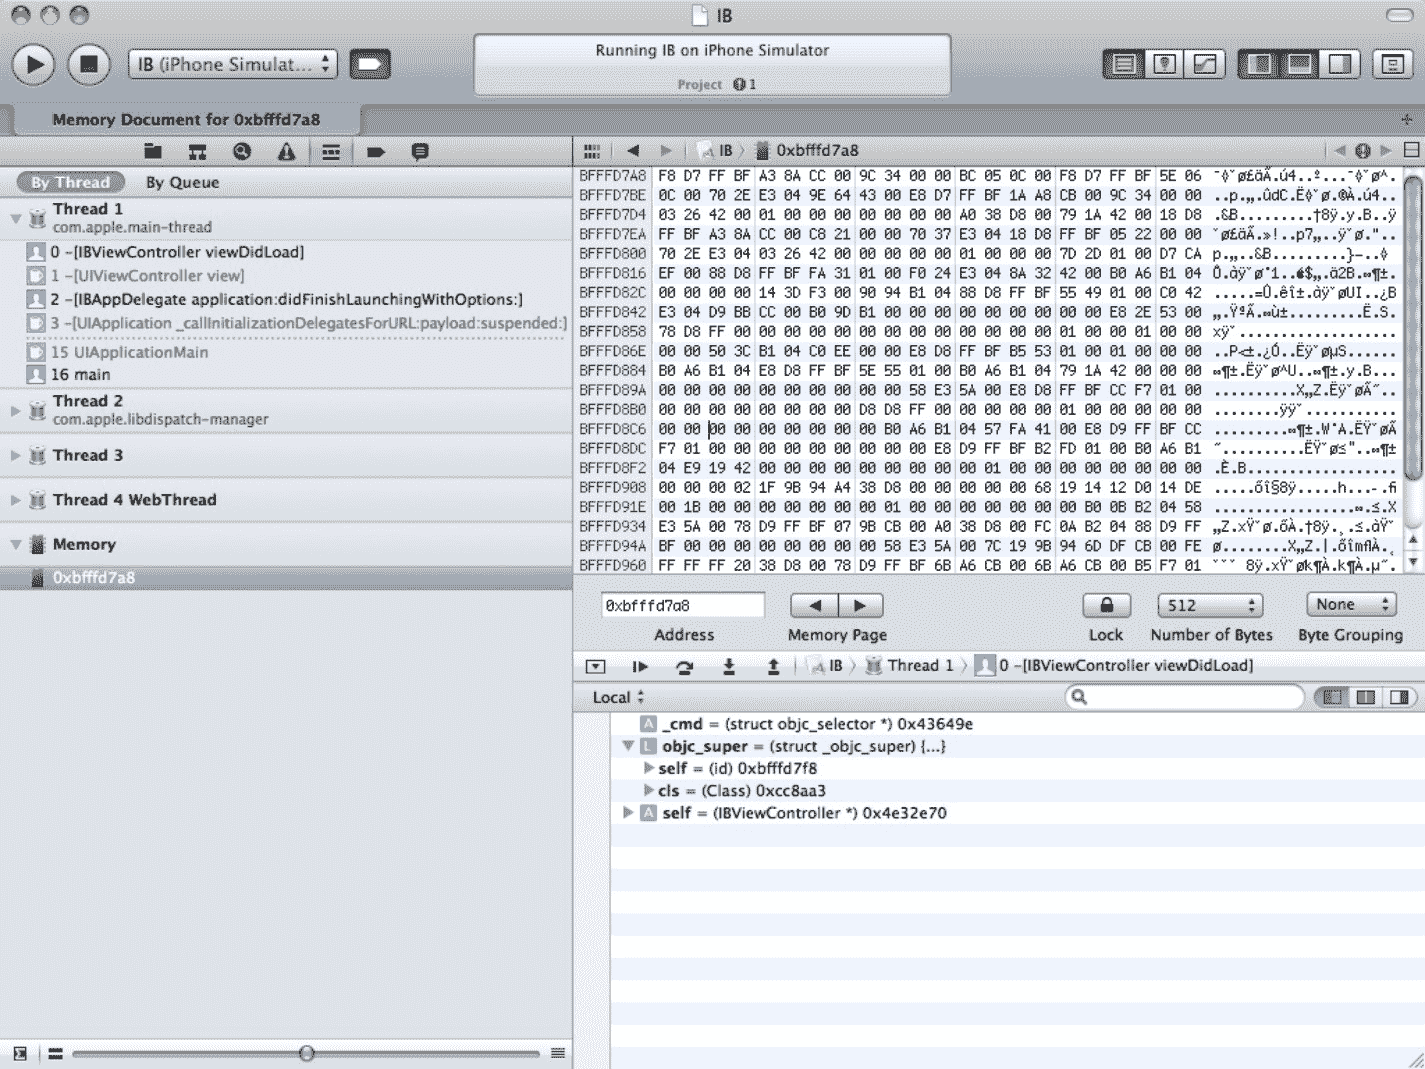 IB
IB (iPhone Simulat...
Running IB on iPhone Simulator
Project 1
Memory Document for 0xbfffd7a8
IB 0xbfffd7a8
By Thread By Queue
Thread 1
com.apple.main-thread
0 -[IBViewController viewDidLoad]
1 -[UIViewController view]
2 -[IBAppDelegate application:didFinishLaunchingWithOptions:]
3 -[UIApplication _callInitializationDelegatesForURL:payload:suspended:]
15 UIApplicationMain
16 main
Thread 2
com.apple.libdispatch-manager
Thread 3
Thread 4 WebThread
Memory
0xbfffd7a8
BFFFD7A8 F8 D7 FF BF A3 8A CC 00 9C 34 00 00 BC 05 0C 00 F8 D7 FF BF 5E 06
BFFFD7BE 0C 00 70 2E E3 04 9E 64 43 00 E8 D7 FF BF 1A A8 CB 00 9C 34 00 00
BFFFD7D4 03 26 42 00 01 00 00 00 00 00 00 00 A0 38 D8 00 79 1A 42 00 18 D8
BFFFD7EA FF BF A3 8A CC 00 C8 21 00 00 70 37 E3 04 18 D8 FF BF 05 22 00 00
BFFFD800 70 2E E3 04 03 26 42 00 00 00 00 00 01 00 00 00 7D 2D 01 00 D7 CA
BFFFD816 EF 00 88 D8 FF BF FA 31 01 00 F0 24 E3 04 8A 32 42 00 B0 A6 B1 04
BFFFD82C 00 00 00 00 14 3D F3 00 90 94 B1 04 88 D8 FF BF 55 49 01 00 C0 42
BFFFD842 E3 04 D9 BB CC 00 B0 9D B1 00 00 00 00 00 00 00 00 00 E8 2E 53 00
BFFFD858 78 D8 FF 00 00 00 00 00 00 00 00 00 00 00 00 00 01 00 00 01 00 00
BFFFD86E 00 00 50 3C B1 04 C0 EE 00 00 E8 D8 FF BF B5 53 01 00 01 00 00 00
BFFFD884 B0 A6 B1 04 E8 D8 FF BF 5E 55 01 00 B0 A6 B1 04 79 1A 42 00 00 00
BFFFD89A 00 00 00 00 00 00 00 00 00 00 58 E3 5A 00 E8 D8 FF BF CC F7 01 00
BFFFD8B0 00 00 00 00 00 00 00 00 D8 D8 FF 00 00 00 00 00 01 00 00 00 00 00
BFFFD8C6 00 00 00 00 00 00 00 00 00 B0 A6 B1 04 57 FA 41 00 E8 D9 FF BF CC
BFFFD8DC F7 01 00 00 00 00 00 00 00 00 00 E8 D9 FF BF B2 FD 01 00 B0 A6 B1
BFFFD8F2 04 E9 19 42 00 00 00 00 00 00 00 00 00 01 00 00 00 00 00 00 00 00
BFFFD908 00 00 00 02 1F 9B 94 A4 38 D8 00 00 00 00 00 68 19 14 12 D0 14 DE
BFFFD91E 00 1B 00 00 00 00 00 00 00 01 00 00 00 00 00 00 00 B0 0B B2 04 58
BFFFD934 E3 5A 00 78 D9 FF BF 07 9B CB 00 A0 38 D8 00 FC 0A B2 04 88 D9 FF
BFFFD94A BF 00 00 00 00 00 00 00 58 E3 5A 00 7C 19 9B 94 6D DF CB 00 FE
BFFFD960 FF FF FF 20 38 D8 00 78 D9 FF BF 6B A6 CB 00 6B A6 CB 00 B5 F7 01
0xbfffd7a8 512 None
Address Memory Page Lock Number of Bytes Byte Grouping
IB Thread 1 0 -[IBViewController viewDidLoad]
Local
A _cmd = (struct objc_selector *) 0x43649e
L objc_super = (struct _objc_super) {...}
self = (id) 0xbfffd7f8
cls = (Class) 0xcc8aa3
A self = (IBViewController *) 0x4e32e70